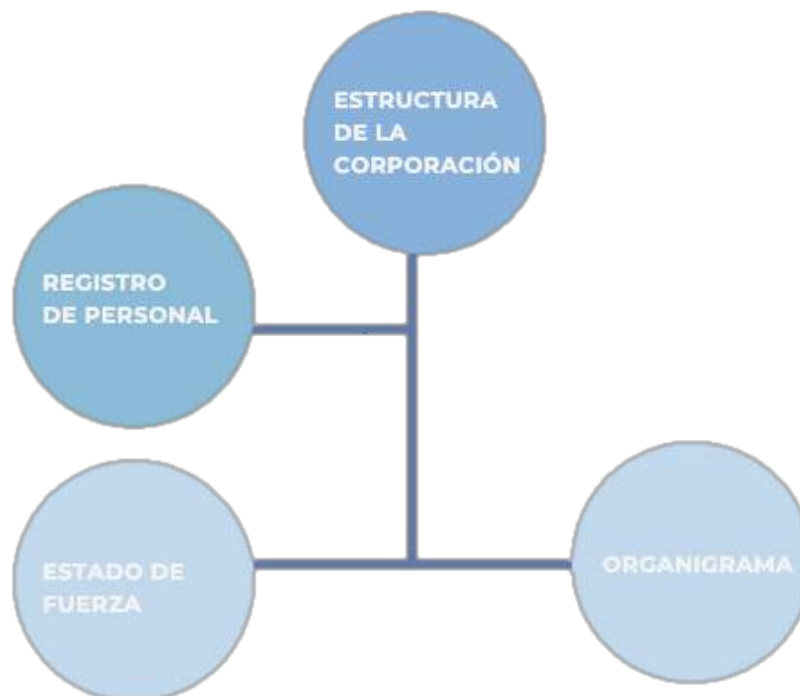 ESTRUCTURA
DE LA
CORPORACIÓN
REGISTRO
DE PERSONAL
ESTADO DE
FUERZA
ORGANIGRAMA